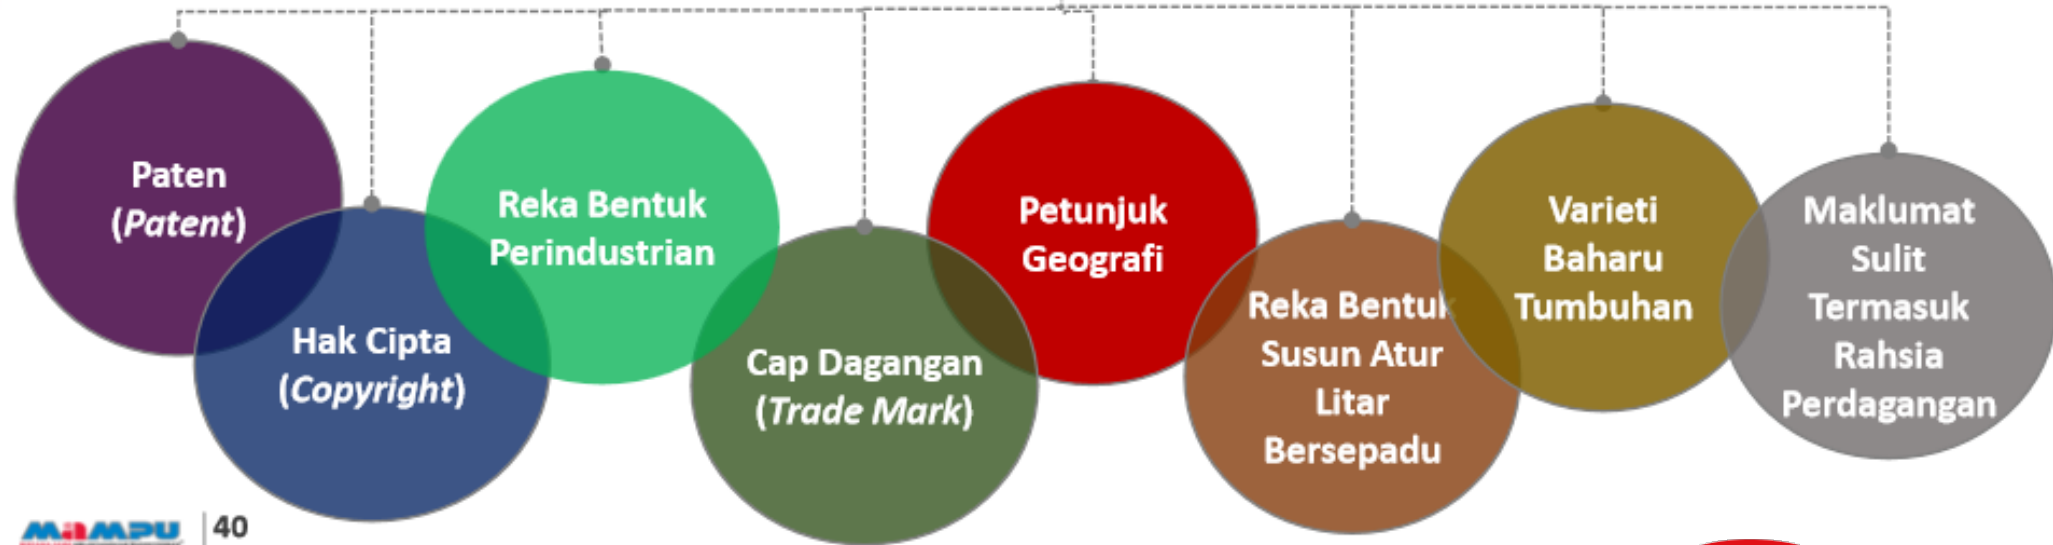 Paten
(Patent)
Hak Cipta
(Copyright)
Reka Bentuk
Perindustrian
Cap Dagangan
(Trade Mark)
Petunjuk
Geografi
Reka Bentuk
Susun Atur
Litar
Bersepadu
Varieti
Baharu
Tumbuhan
Maklumat
Sulit
Termasuk
Rahsia
Perdagangan
MAMPU
40